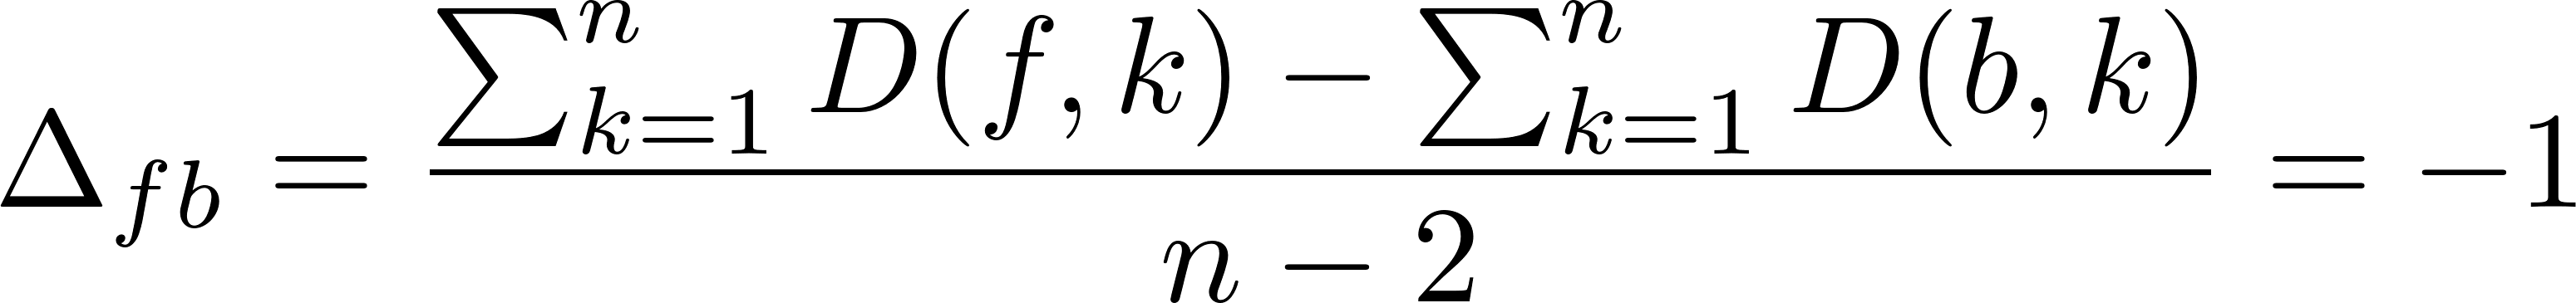 Δ_{fb} = \frac{\sum_{k=1}^{n} D(f,k) - \sum_{k=1}^{n} D(b,k)}{n-2} = -1